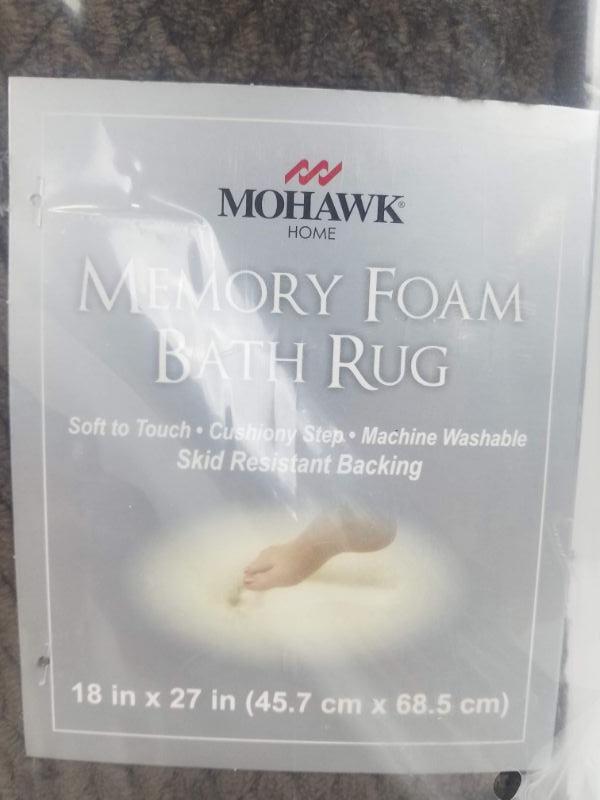 MOHAWK®
HOME
MEMORY FOAM
BATH RUG
Soft to Touch • Cushiony Step • Machine Washable
Skid Resistant Backing
18 in x 27 in (45.7 cm x 68.5 cm)